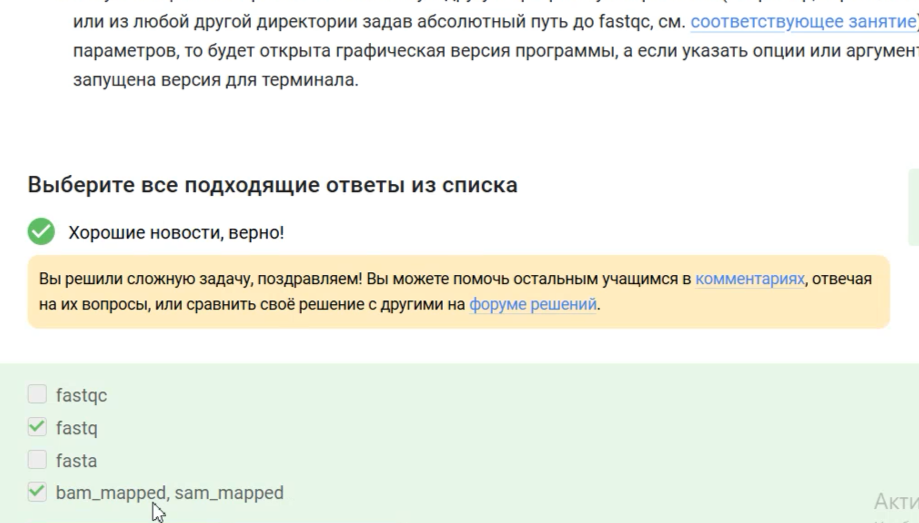 или из любой другой директории задав абсолютный путь до fastqc, см. соответствующее занятие)
параметров, то будет открыта графическая версия программы, а если указать опции или аргумент
запущена версия для терминала.
Выберите все подходящие ответы из списка
Хорошие новости, верно!
Вы решили сложную задачу, поздравляем! Вы можете помочь остальным учащимся в комментариях, отвечая
на их вопросы, или сравнить своё решение с другими на форуме решений.
fastqc
fastq
fasta
bam_mapped, sam_mapped
Акти